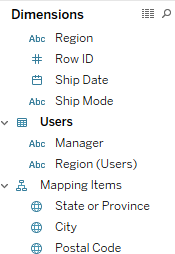 Dimensions
Abc Region
# Row ID
Ship Date
Abc Ship Mode
Users
Abc Manager
Abc Region (Users)
Mapping Items
State or Province
City
Postal Code